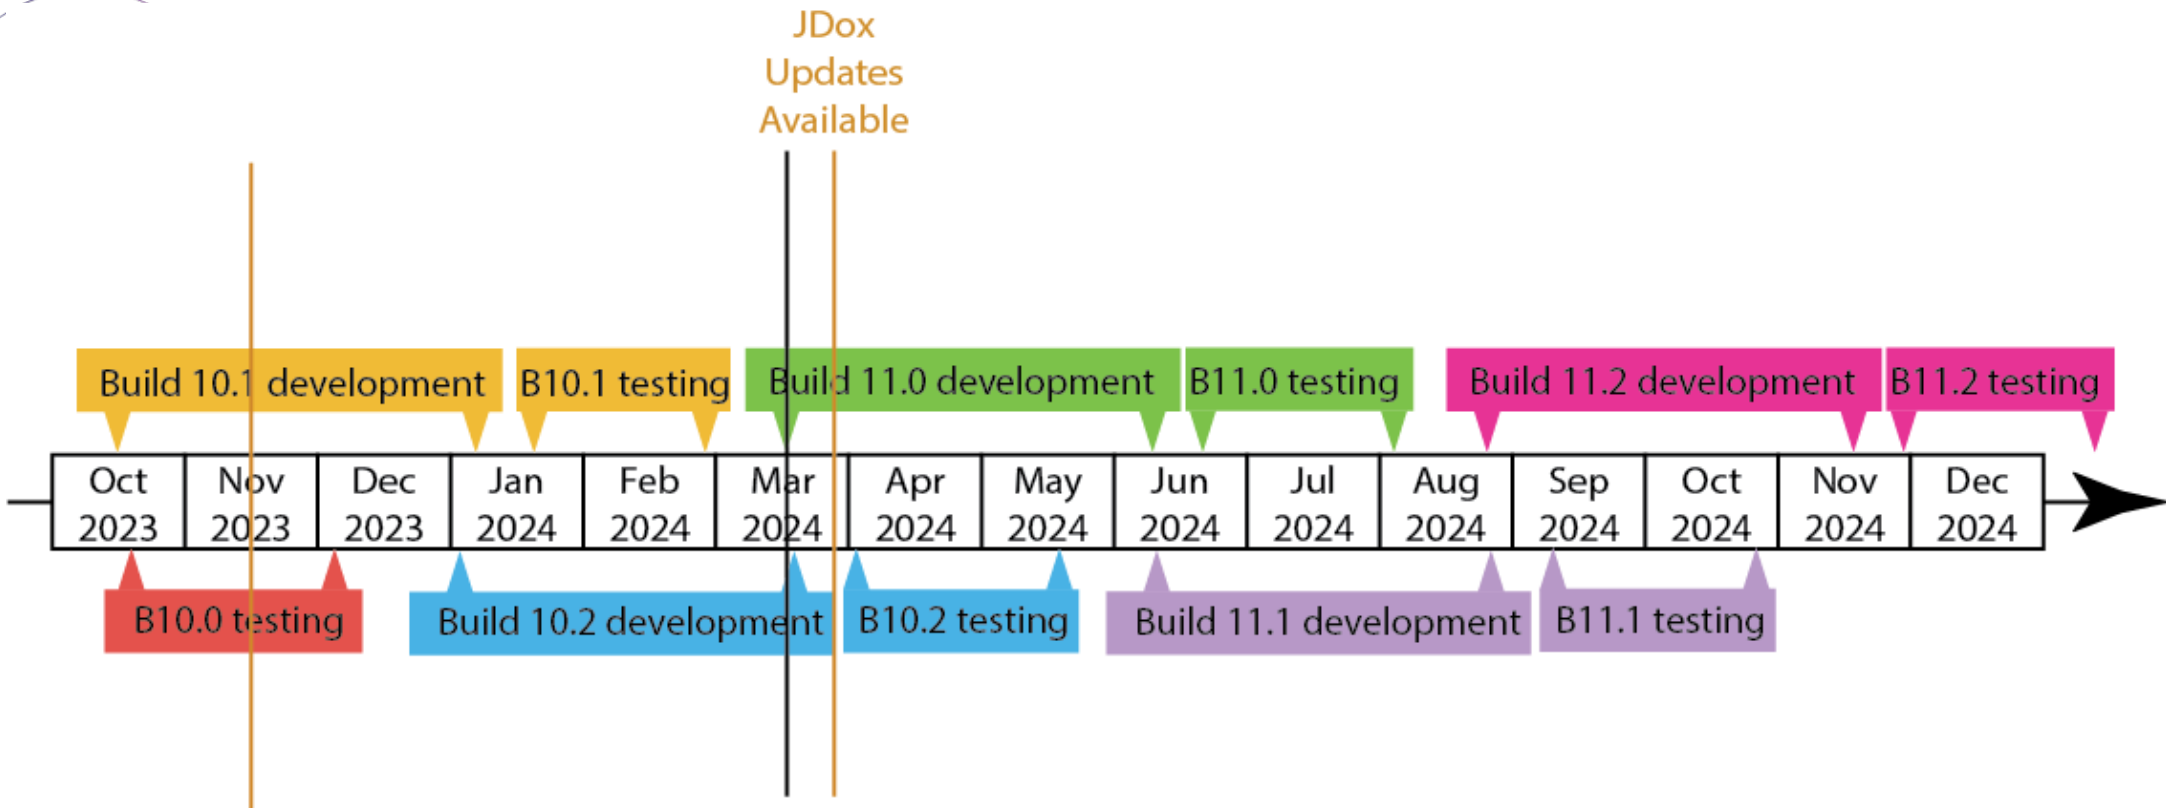 JDox
Updates
Available
Build 10.1 development
B10.1 testing
Build 11.0 development
B11.0 testing
Build 11.2 development
B11.2 testing
Oct
2023
Nov
2023
Dec
2023
Jan
2024
Feb
2024
Mar
2024
Apr
2024
May
2024
Jun
2024
Jul
2024
Aug
2024
Sep
2024
Oct
2024
Nov
2024
Dec
2024
B10.0 testing
Build 10.2 development
B10.2 testing
Build 11.1 development
B11.1 testing